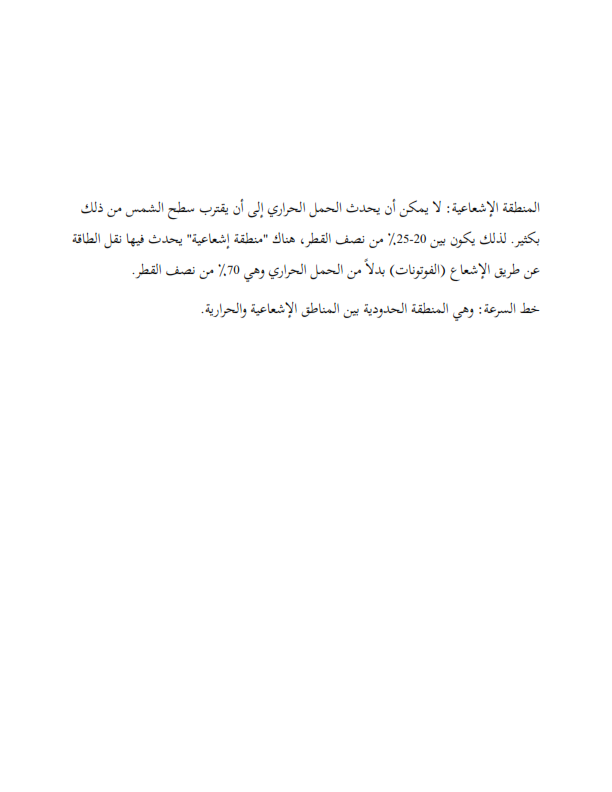 المنطقة الإشعاعية: لا يمكن أن يحدث الحمل الحراري إلى أن يقترب سطح الشمس من ذلك
بكثير. لذلك يكون بين 20-25٪ من نصف القطر، هناك "منطقة إشعاعية" يحدث فيها نقل الطاقة
عن طريق الإشعاع (الفوتونات) بدلاً من الحمل الحراري وهي 70٪ من نصف القطر.
خط السرعة: وهي المنطقة الحدودية بين المناطق الإشعاعية والحرارية.